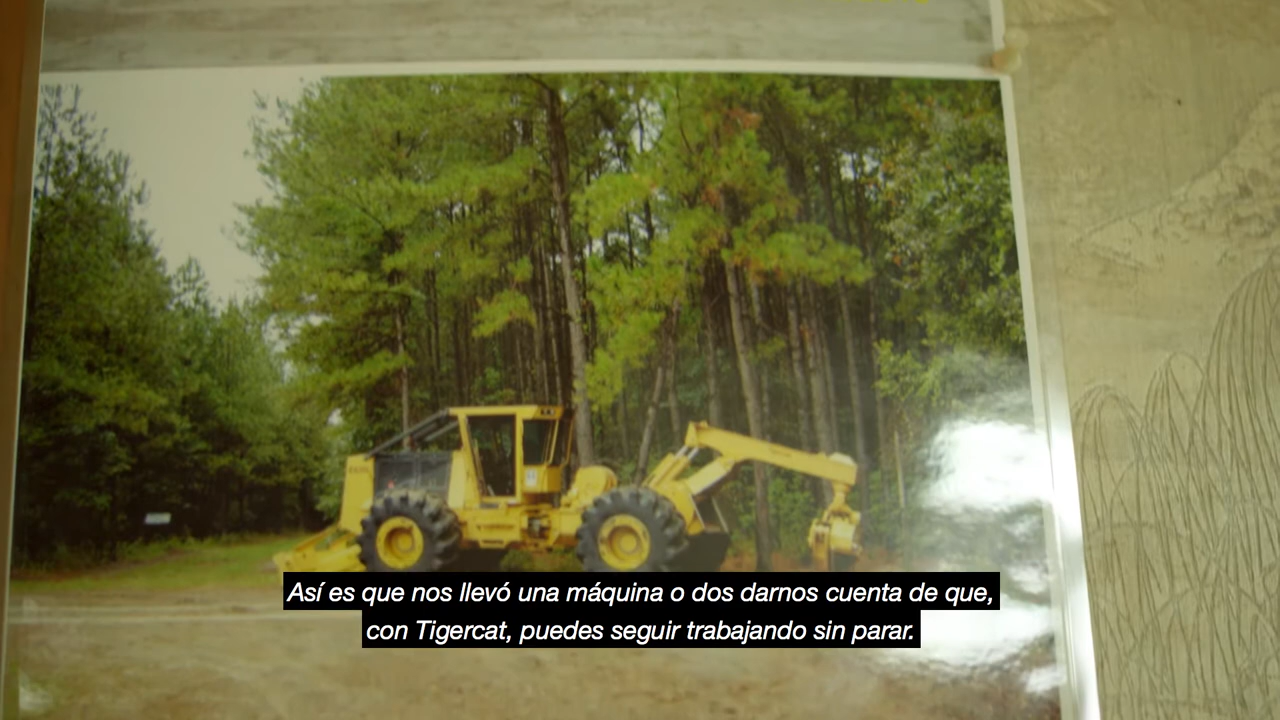 Así es que nos llevó una máquina o dos darnos cuenta de que,
con Tigercat, puedes seguir trabajando sin parar.